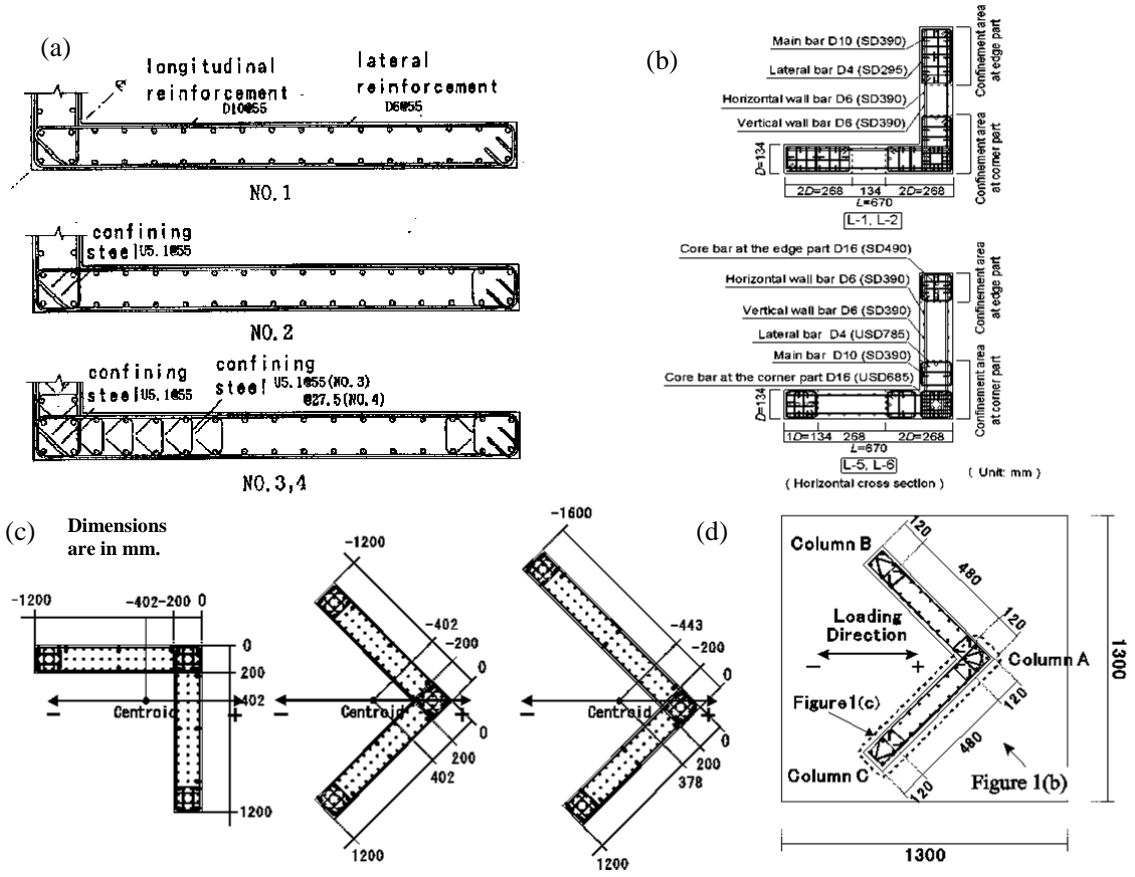 (a)
longitudinal
reinforcement
D10@55
lateral
reinforcement
D6@55
NO.1
confining
steel U5.1@55
NO.2
confining
steel U5.1@55
confining
steel U5.1@55(NO.3)
@27.5(NO.4)
NO.3,4
(b)
Main bar D10 (SD390)
Lateral bar D4 (SD295)
Horizontal wall bar D6 (SD390)
Vertical wall bar D6 (SD390)
Confinement area
at edge part
Confinement area
at corner part
D=134
2D=268 134 2D=268
L=670
L-1, L-2
Core bar at the edge part D16 (SD490)
Horizontal wall bar D6 (SD390)
Vertical wall bar D6 (SD390)
Lateral bar D4 (USD785)
Main bar D10 (SD390)
Core bar at the corner part D16 (USD685)
Confinement area
at edge part
Confinement area
at corner part
D=134
1D=134 268 2D=268
L=670
L-5, L-6
( Horizontal cross section )
( Unit: mm )
(c)
Dimensions
are in mm.
-1200 -402 -200 0
0
200
402
1200
Centroid
- +
-1200
-402
-200
0
Centroid
- +
0
200
402
1200
-1600
-443
-200
0
Centroid
- +
0
200
378
1200
(d)
Column B
120
480
120
Loading
Direction
- +
Column A
Figure 1(c)
120
480
120
Column C
Figure 1(b)
1300
1300